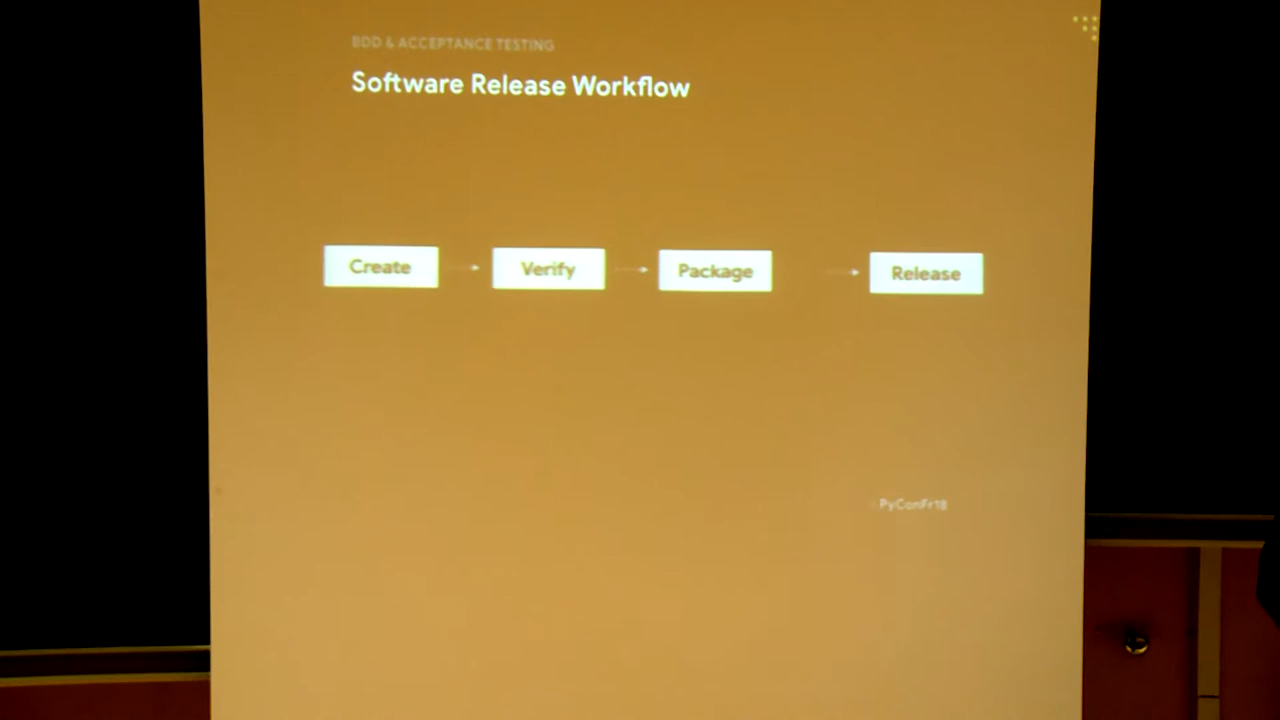 BDD & ACCEPTANCE TESTING
Software Release Workflow
Create
Verify
Package
Release
PyConFr18